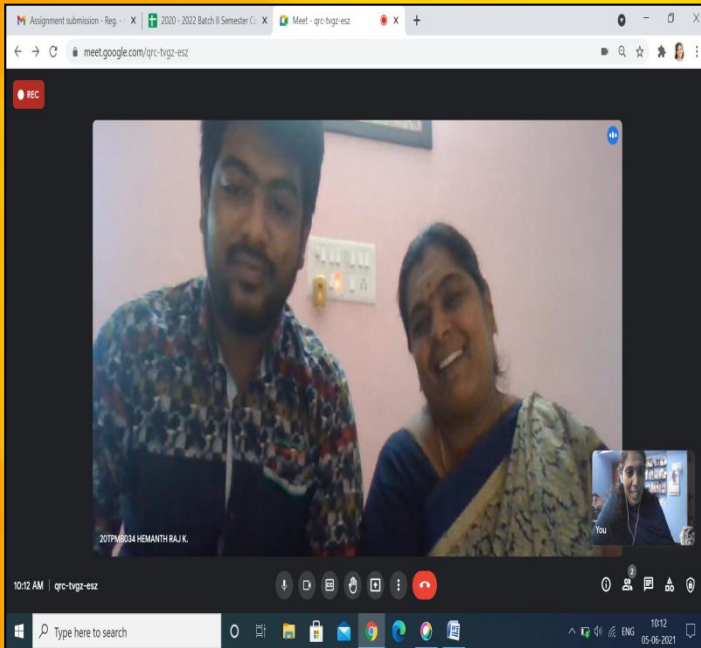 Assignment submission - Reg. -
2020 - 2022 Batch II Semester C
Meet - qrc-tvgz-esz
meet.google.com/qrc-tvgz-esz
REC
You
20TPMB034 HEMANTH RAJ K.
10:12 AM | qrc-tvgz-esz
2
Type here to search
ENG
10:12
05-06-2021